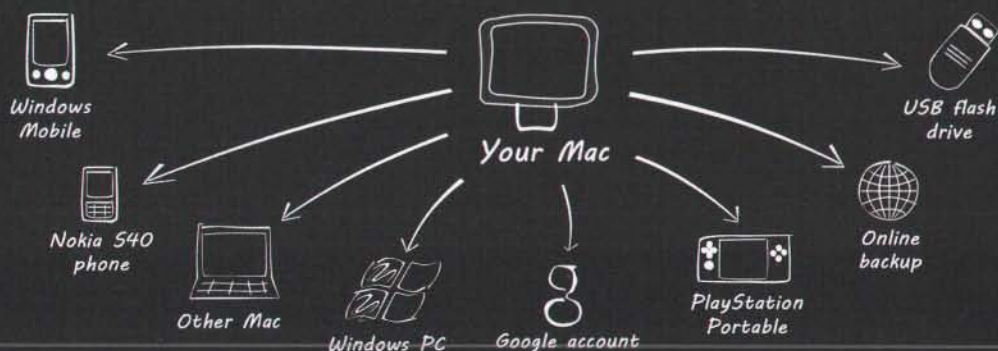 Windows
Mobile
Your Mac
USB flash
drive
Nokia S40
phone
Other Mac
Windows PC
Google account
PlayStation
Portable
Online
backup